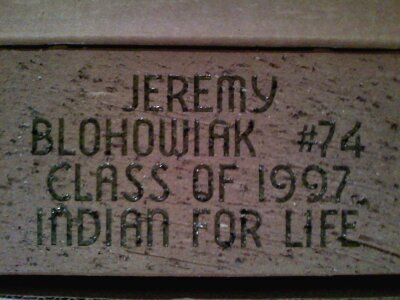 JEREMY
BLOHOWIAK #74
CLASS OF 1997
INDIAN FOR LIFE